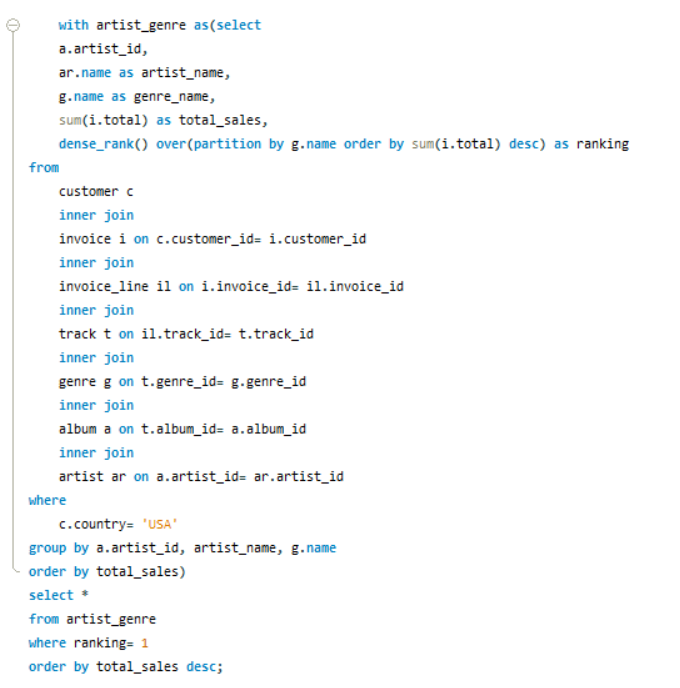 with artist_genre as(select
a.artist_id,
ar.name as artist_name,
g.name as genre_name,
sum(i.total) as total_sales,
dense_rank() over(partition by g.name order by sum(i.total) desc) as ranking
from
customer c
inner join
invoice i on c.customer_id= i.customer_id
inner join
invoice_line il on i.invoice_id= il.invoice_id
inner join
track t on il.track_id= t.track_id
inner join
genre g on t.genre_id= g.genre_id
inner join
album a on t.album_id= a.album_id
inner join
artist ar on a.artist_id= ar.artist_id
where
c.country= 'USA'
group by a.artist_id, artist_name, g.name
order by total_sales)
select *
from artist_genre
where ranking= 1
order by total_sales desc;